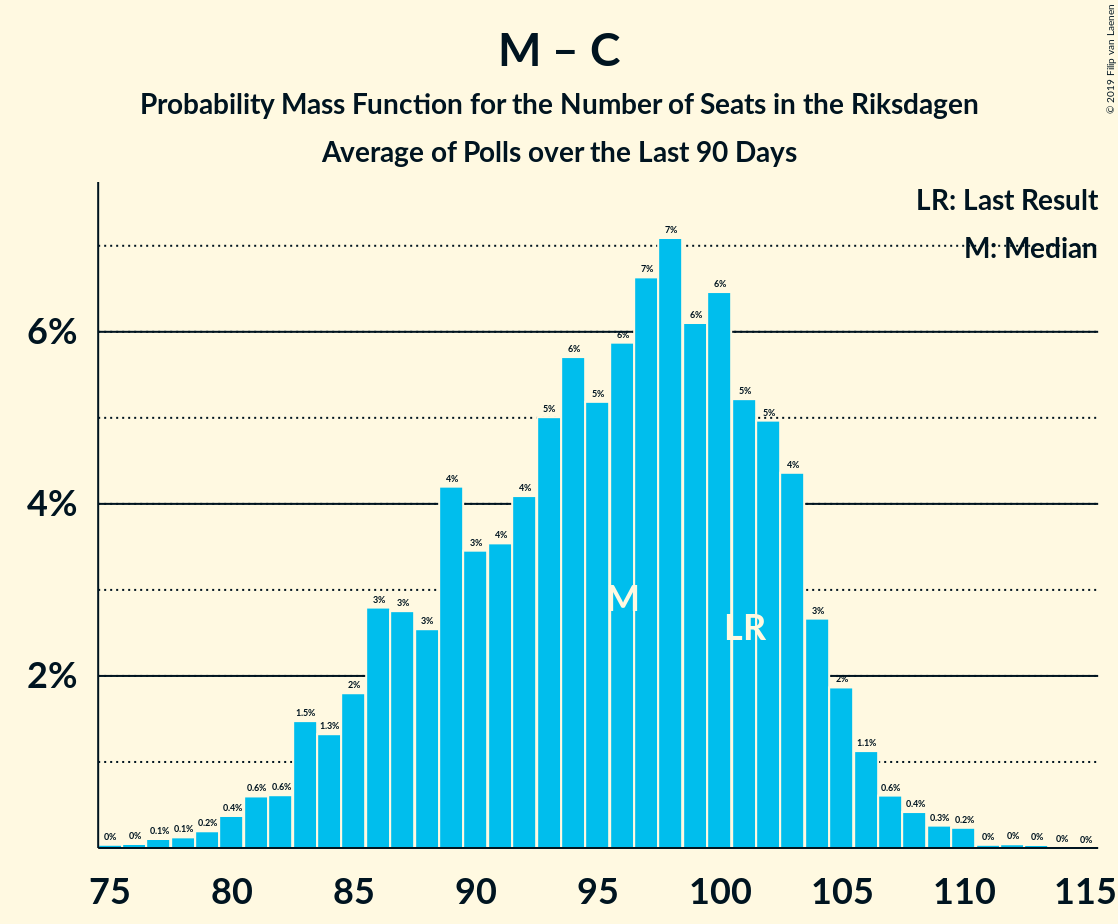 M – C
Probability Mass Function for the Number of Seats in the Riksdagen
Average of Polls over the Last 90 Days
© 2019 Filip van Laenen
LR: Last Result
M: Median
6%
4%
2%
0% 0% 0.1% 0.1% 0.2% 0.4% 0.6% 0.6% 1.5% 1.3% 2% 3% 3% 3% 4% 3% 4% 4% 5% 6% 5% 6% 7% 7% 6% 6% 5% 5% 4% 3% 2% 1.1% 0.6% 0.4% 0.3% 0.2% 0% 0% 0% 0% 0%
M
LR
75 80 85 90 95 100 105 110 115